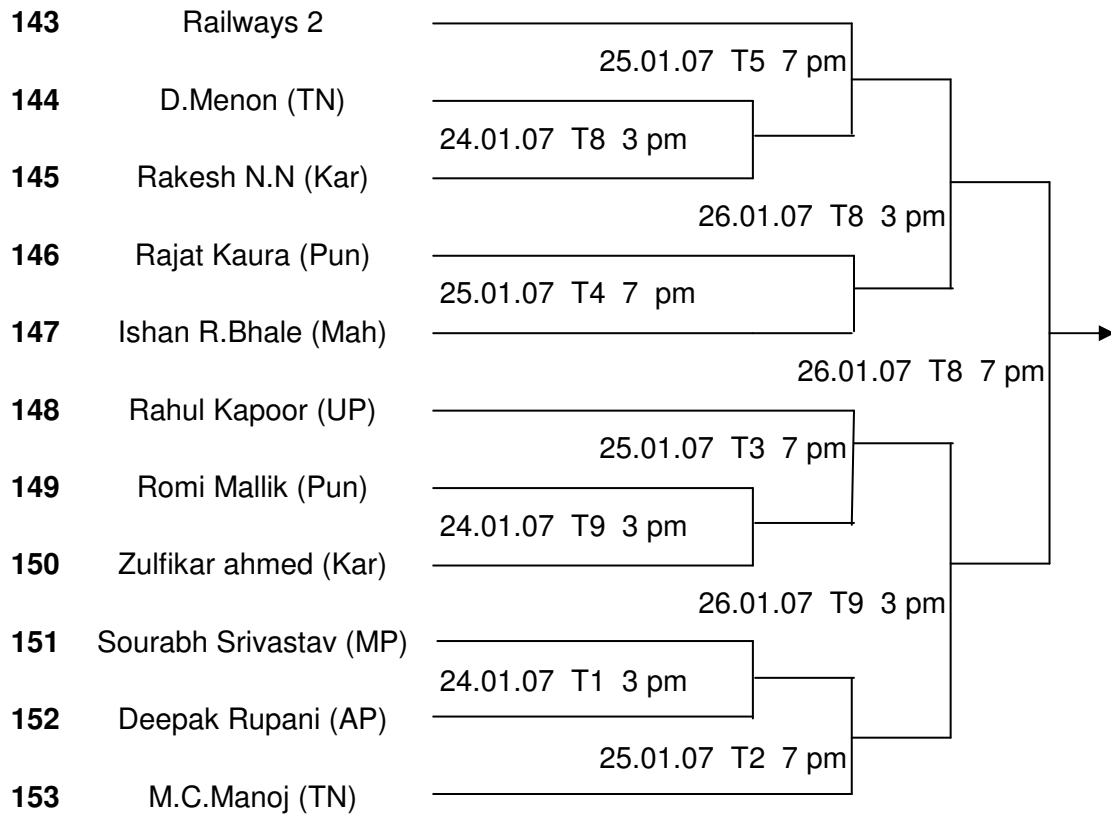 143 Railways 2
25.01.07 T5 7 pm
144 D.Menon (TN)
24.01.07 T8 3 pm
145 Rakesh N.N (Kar)
26.01.07 T8 3 pm
146 Rajat Kaura (Pun)
25.01.07 T4 7 pm
147 Ishan R.Bhale (Mah)
26.01.07 T8 7 pm
148 Rahul Kapoor (UP)
25.01.07 T3 7 pm
149 Romi Mallik (Pun)
24.01.07 T9 3 pm
150 Zulfikar ahmed (Kar)
26.01.07 T9 3 pm
151 Sourabh Srivastav (MP)
24.01.07 T1 3 pm
152 Deepak Rupani (AP)
25.01.07 T2 7 pm
153 M.C.Manoj (TN)